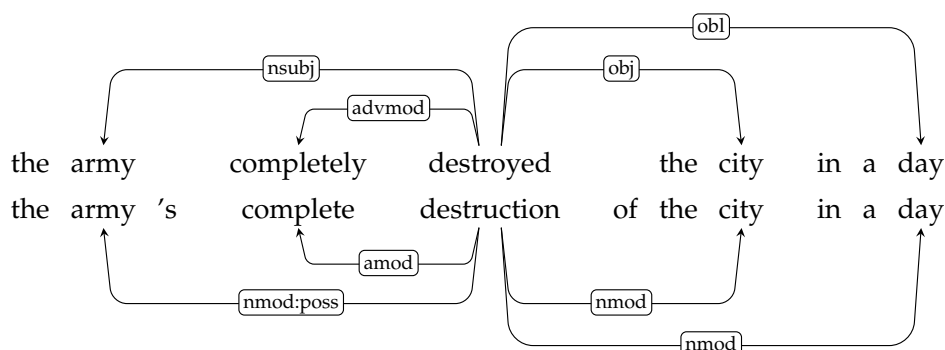 obl
nsubj obj
advmod
the army completely destroyed the city in a day
the army 's complete destruction of the city in a day
amod
nmod:poss nmod
nmod